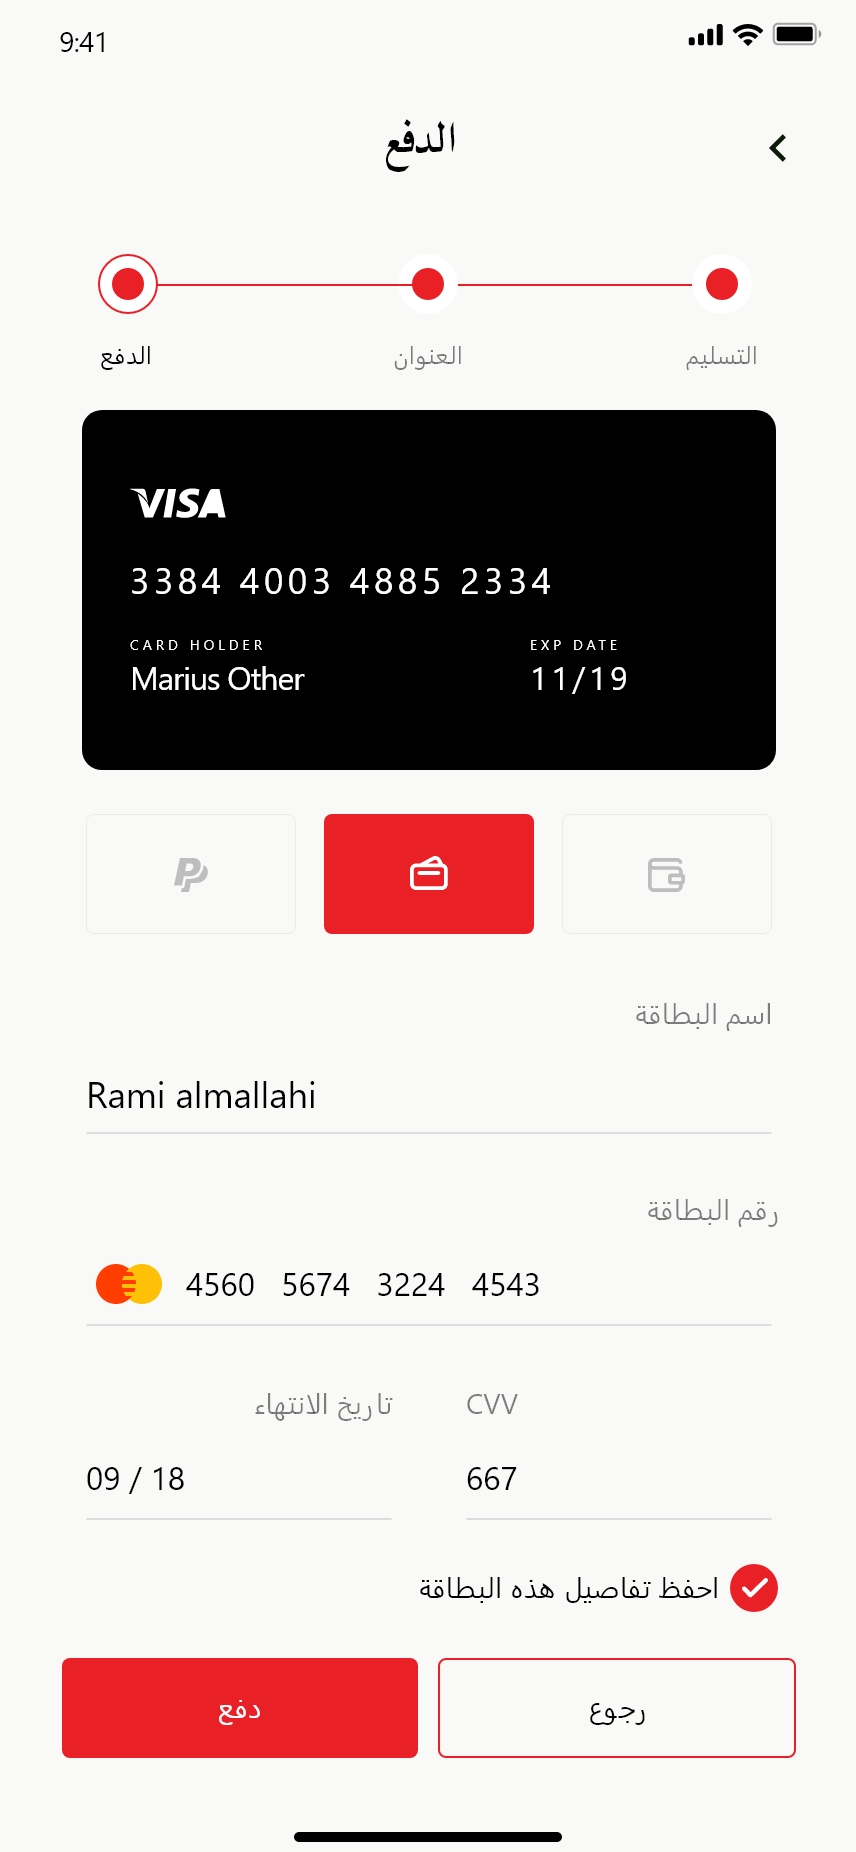 9:41
الدفع
التسليم
العنوان
الدفع
VISA
3384 4003 4885 2334
CARD HOLDER
EXP DATE
Marius Other
11/19
اسم البطاقة
Rami almallahi
رقم البطاقة
4560 5674 3224 4543
تاريخ الانتهاء
CVV
09 / 18
667
احفظ تفاصيل هذه البطاقة
رجوع
دفع